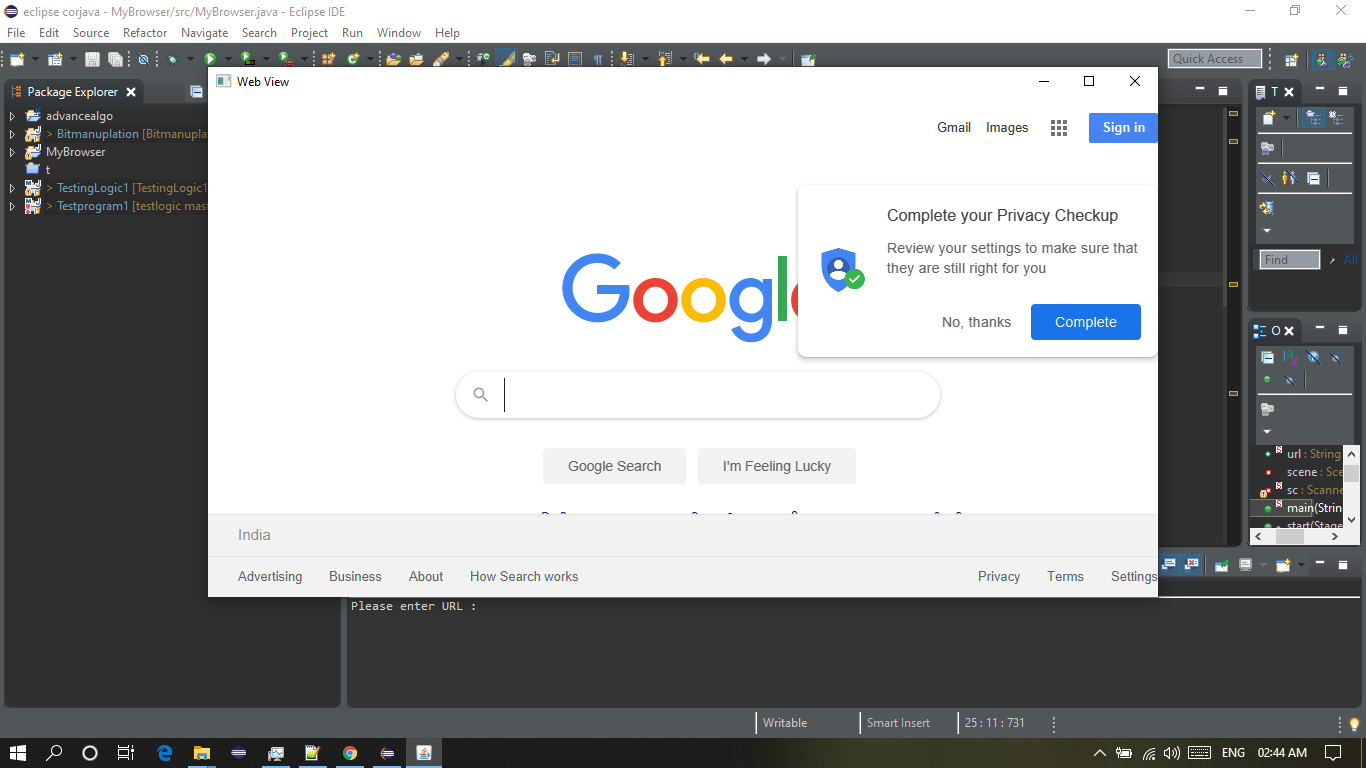 eclipse corjava - MyBrowser/src/MyBrowser.java - Eclipse IDE
File Edit Source Refactor Navigate Search Project Run Window Help
Quick Access
Package Explorer
T
Web View
advancealgo
> Bitmanuplation [Bitmanupla
MyBrowser
t
> TestingLogic1 [TestingLogic1
> Testprogram1 [testlogic mas
Gmail Images Sign in
Complete your Privacy Checkup
Review your settings to make sure that
they are still right for you
No, thanks Complete
Google
Google Search I'm Feeling Lucky
India
Advertising Business About How Search works Privacy Terms Settings
Find All
O
url : String
scene : Sce
sc : Scanne
main(Strin
start(Stage
Please enter URL :
Writable Smart Insert 25 : 11 : 731
ENG 02:44 AM